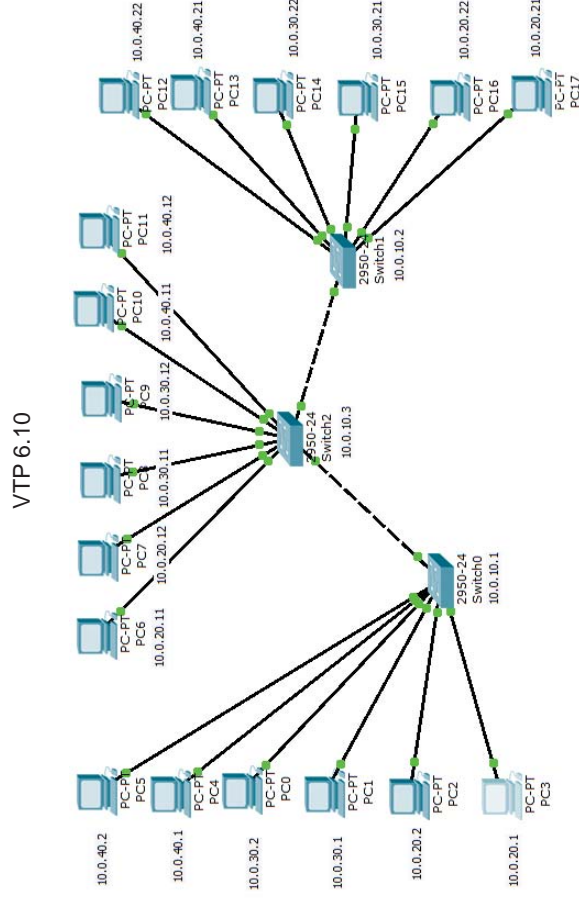 VTP 6.10
10.0.40.2
PC-PT
PC5
10.0.40.1
PC-PT
PC4
10.0.30.2
PC-PT
PC0
10.0.30.1
PC-PT
PC1
10.0.20.2
PC-PT
PC2
10.0.20.1
PC-PT
PC3
PC-PT
PC6
10.0.20.11
PC-PT
PC7
10.0.20.12
PC-PT
PC8
10.0.30.11
PC-PT
PC9
10.0.30.12
PC-PT
PC10
10.0.40.11
PC-PT
PC11
10.0.40.12
2950-24
Switch0
10.0.10.1
2950-24
Switch2
10.0.10.3
2950-24
Switch1
10.0.10.2
10.0.40.22
PC-PT
PC12
10.0.40.21
PC-PT
PC13
10.0.30.22
PC-PT
PC14
10.0.30.21
PC-PT
PC15
10.0.20.22
PC-PT
PC16
10.0.20.21
PC-PT
PC17